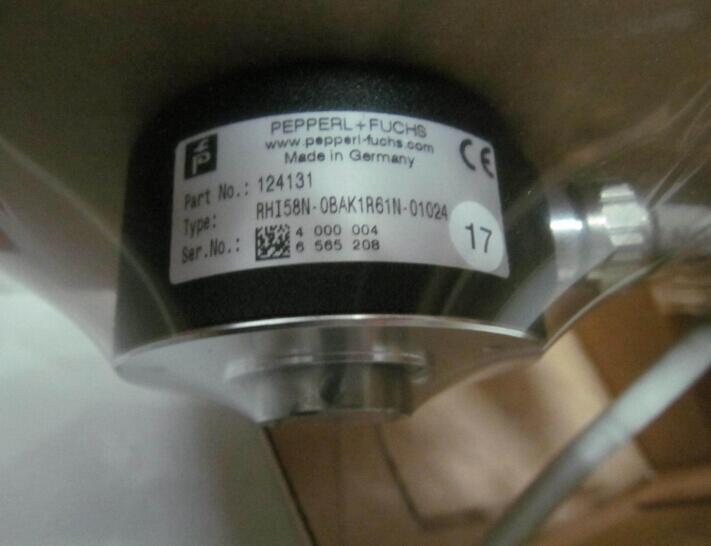 PEPPERL+FUCHS
www.pepperl-fuchs.com
Made in Germany
CE
Part No.: 124131
Type: RHI58N-0BAK1R61N-01024
Ser.No.: 4 000 004
6 565 208
17